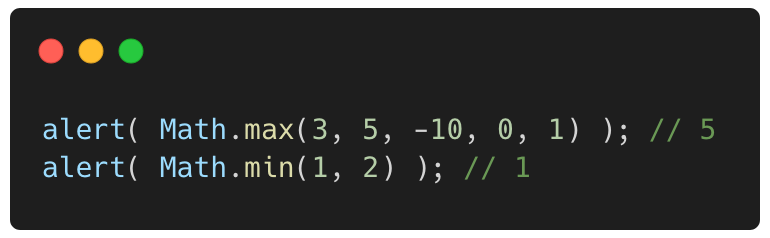 alert( Math.max(3, 5, -10, 0, 1) ); // 5
alert( Math.min(1, 2) ); // 1